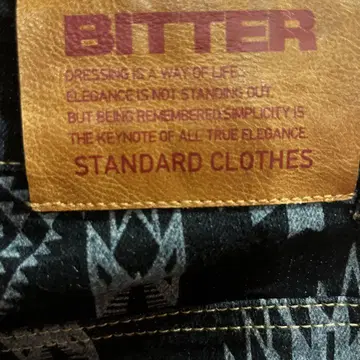 BITTER
DRESSING IS A WAY OF LIFE.
ELEGANCE IS NOT STANDING OUT.
BUT BEING REMEMBERED.SIMPLICITY IS
THE KEYNOTE OF ALL TRUE ELEGANCE.
STANDARD CLOTHES